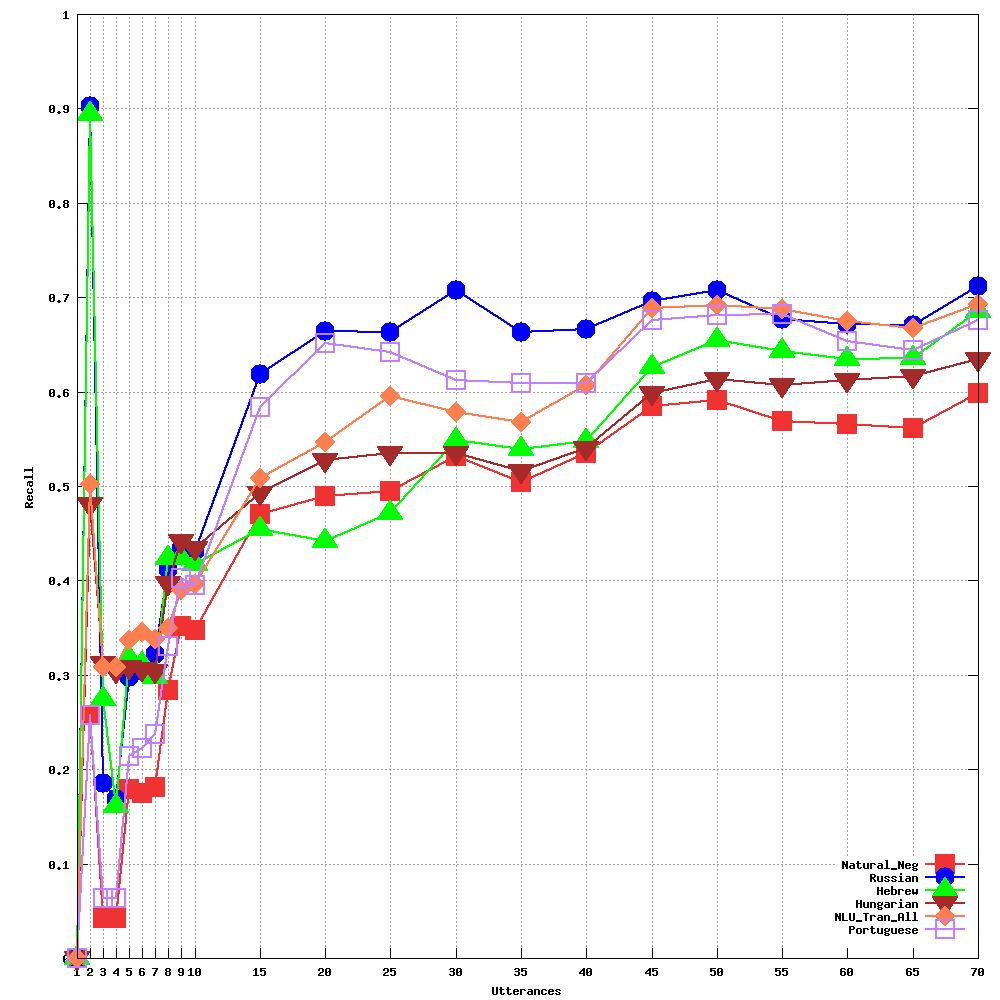 1
0.9
0.8
0.7
0.6
0.5
0.4
0.3
0.2
0.1
0
Recall
Natural_Neg
Russian
Hebrew
Hungarian
NLU_Tran_All
Portuguese
1 2 3 4 5 6 7 8 9 10 15 20 25 30 35 40 45 50 55 60 65 70
Utterances